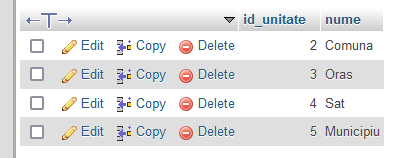 id_unitate nume
Edit Copy Delete 2 Comuna
Edit Copy Delete 3 Oras
Edit Copy Delete 4 Sat
Edit Copy Delete 5 Municipiu